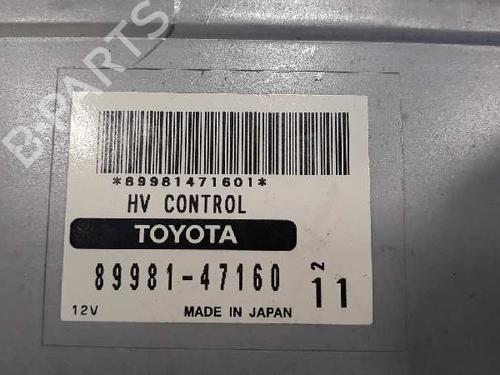 B-PARTS
*89981471601*
HV CONTROL
TOYOTA
89981-47160 2
12V MADE IN JAPAN 11